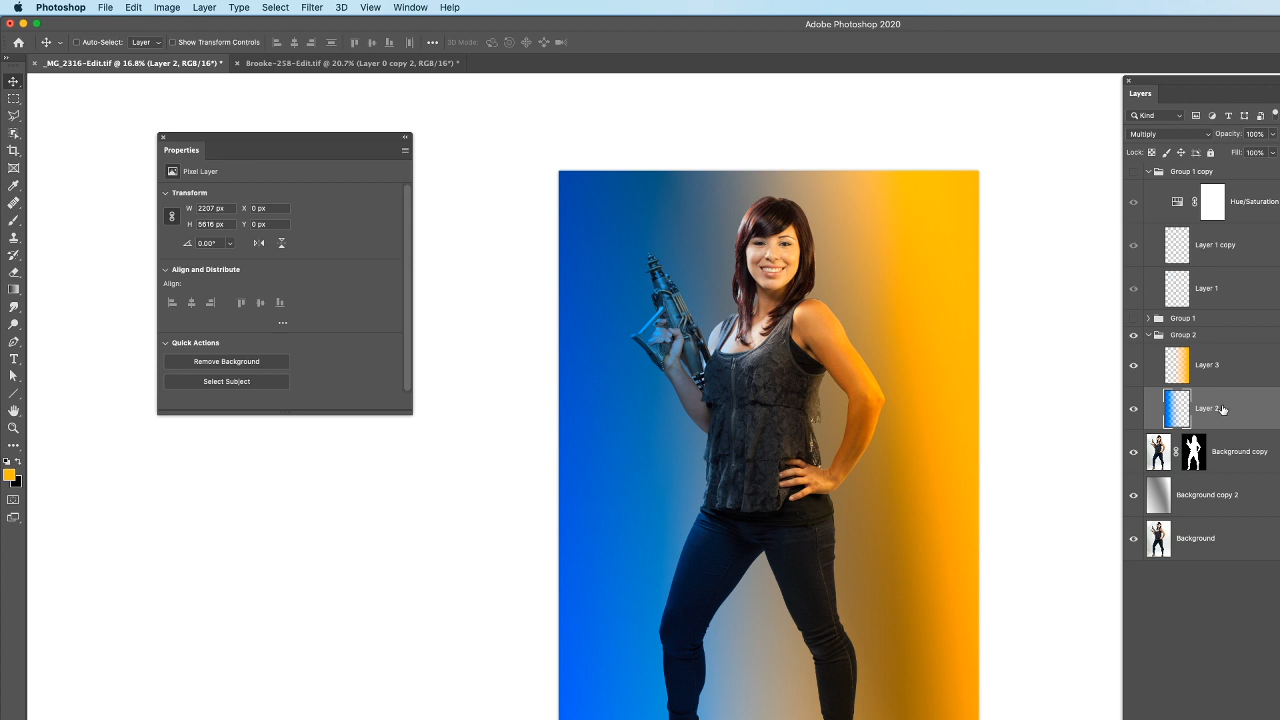 Photoshop File Edit Image Layer Type Select Filter 3D View Window Help
Adobe Photoshop 2020
Auto-Select: Layer Show Transform Controls 3D Mode:
_MG_2316-Edit.tif @ 16.8% (Layer 2, RGB/16*) * Brooke-258-Edit.tif @ 20.7% (Layer 0 copy 2, RGB/16*) *
Properties
Pixel Layer
Transform
W 2207 px X 0 px
H 5616 px Y 0 px
0.00°
Align and Distribute
Align:
Quick Actions
Remove Background
Select Subject
Layers
Kind
Multiply Opacity: 100%
Lock: Fill: 100%
Group 1 copy
Hue/Saturation
Layer 1 copy
Layer 1
Group 1
Group 2
Layer 3
Layer 2
Background copy
Background copy 2
Background